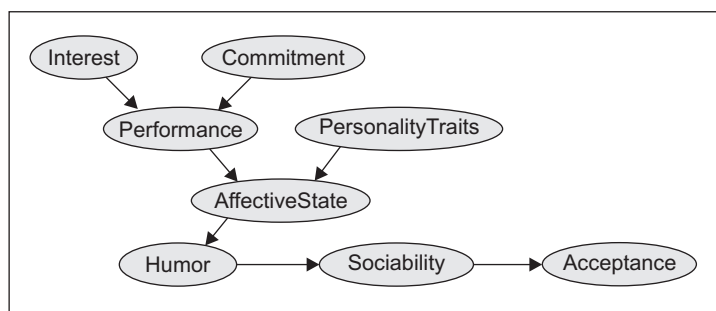 Interest
Commitment
Performance
PersonalityTraits
AffectiveState
Humor
Sociability
Acceptance